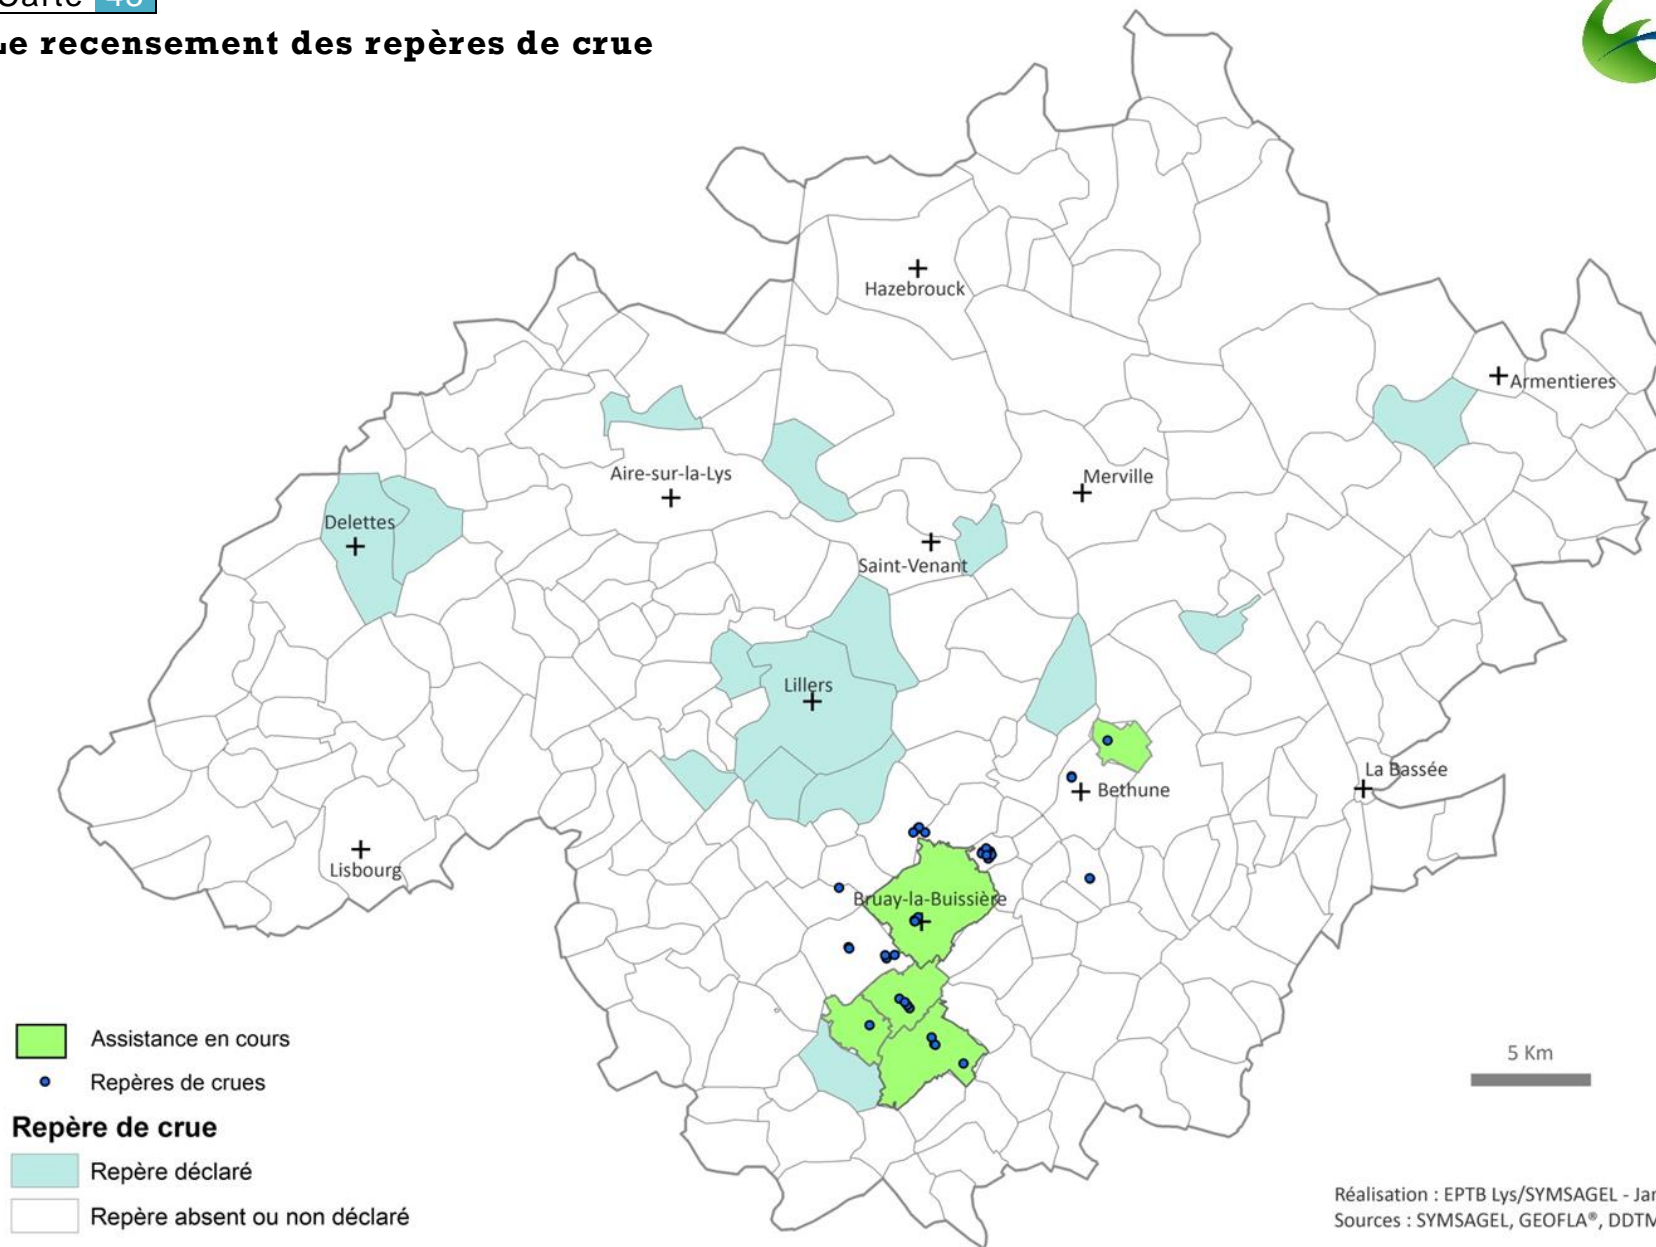 Carte
Le recensement des repères de crue
Hazebrouck
Armentieres
Aire-sur-la-Lys
Merville
Delettes
Saint-Venant
Lillers
La Bassée
Bethune
Lisbourg
Bruay-la-Buissière
Assistance en cours
5 Km
Repères de crues
Repère de crue
Repère déclaré
Repère absent ou non déclaré
Réalisation : EPTB Lys/SYMSAGEL -
Sources : SYMSAGEL, GEOFLA®, DDTM